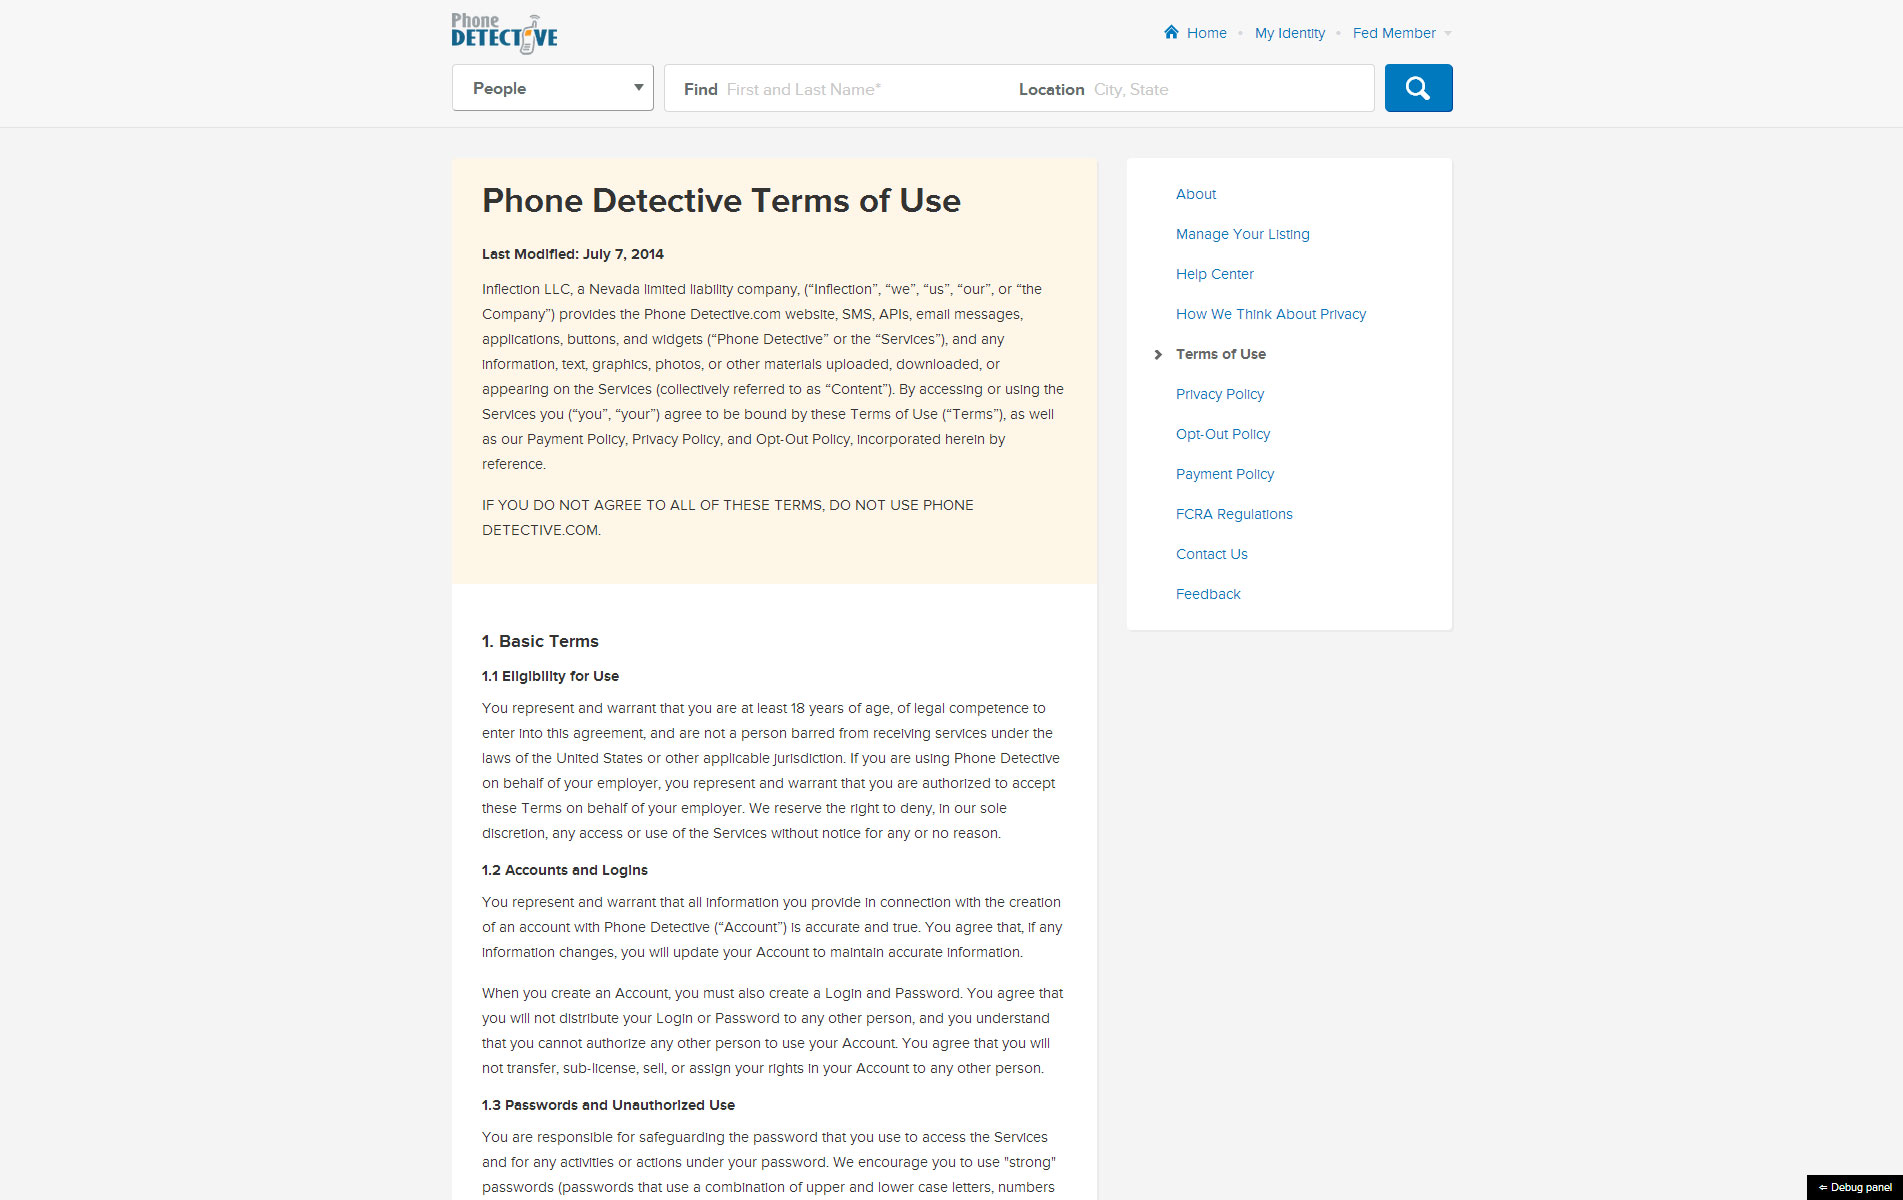 Phone
DETECTIVE
Home • My Identity • Fed Member
People
Find First and Last Name*
Location City, State
Phone Detective Terms of Use
Last Modified: July 7, 2014
Inflection LLC, a Nevada limited liability company, (“Inflection”, “we”, “us”, “our”, or “the
Company”) provides the Phone Detective.com website, SMS, APIs, email messages,
applications, buttons, and widgets (“Phone Detective” or the “Services”), and any
information, text, graphics, photos, or other materials uploaded, downloaded, or
appearing on the Services (collectively referred to as “Content”). By accessing or using the
Services you (“you”, “your”) agree to be bound by these Terms of Use (“Terms”), as well
as our Payment Policy, Privacy Policy, and Opt-Out Policy, incorporated herein by
reference.
IF YOU DO NOT AGREE TO ALL OF THESE TERMS, DO NOT USE PHONE
DETECTIVE.COM.
1. Basic Terms
1.1 Eligibility for Use
You represent and warrant that you are at least 18 years of age, of legal competence to
enter into this agreement, and are not a person barred from receiving services under the
laws of the United States or other applicable jurisdiction. If you are using Phone Detective
on behalf of your employer, you represent and warrant that you are authorized to accept
these Terms on behalf of your employer. We reserve the right to deny, in our sole
discretion, any access or use of the Services without notice for any or no reason.
1.2 Accounts and Logins
You represent and warrant that all information you provide in connection with the creation
of an account with Phone Detective (“Account”) is accurate and true. You agree that, if any
information changes, you will update your Account to maintain accurate information.
When you create an Account, you must also create a Login and Password. You agree that
you will not distribute your Login or Password to any other person, and you understand
that you cannot authorize any other person to use your Account. You agree that you will
not transfer, sub-license, sell, or assign your rights in your Account to any other person.
1.3 Passwords and Unauthorized Use
You are responsible for safeguarding the password that you use to access the Services
and for any activities or actions under your password. We encourage you to use "strong"
passwords (passwords that use a combination of upper and lower case letters, numbers
About
Manage Your Listing
Help Center
How We Think About Privacy
Terms of Use
Privacy Policy
Opt-Out Policy
Payment Policy
FCRA Regulations
Contact Us
Feedback
⇐ Debug panel